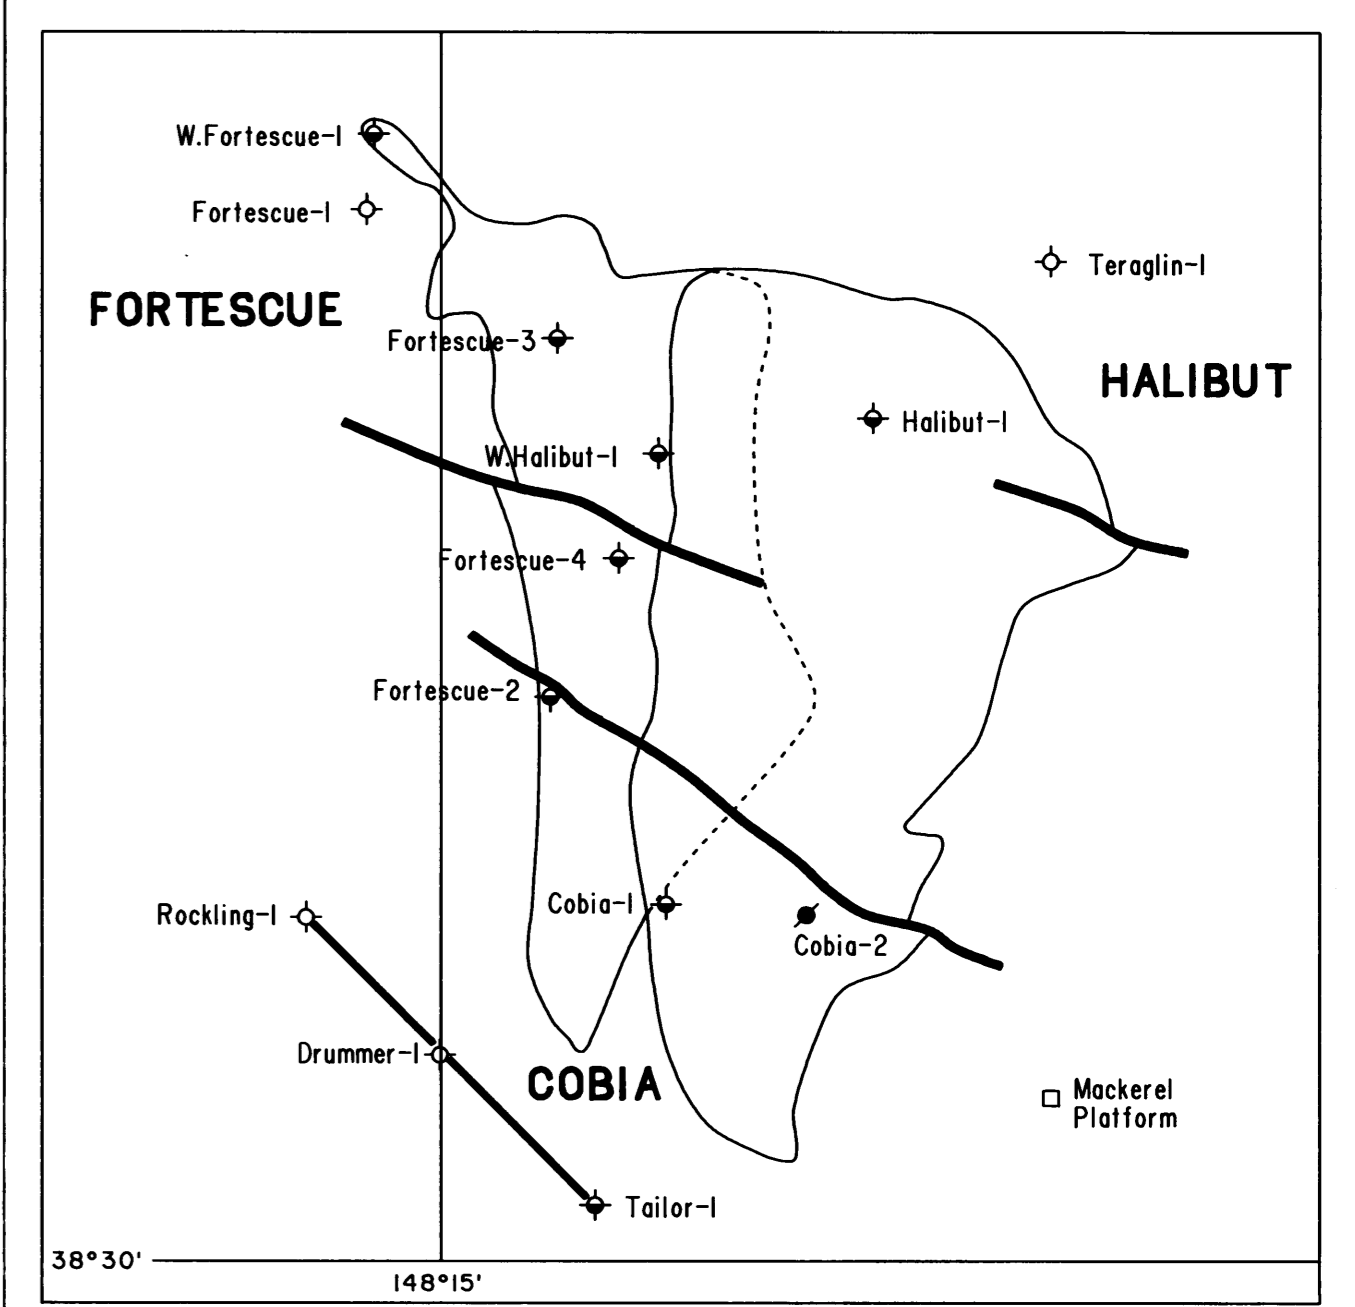 W.Fortescue-1
Fortescue-1
Teraglin-1
FORTESCUE
Fortescue-3
HALIBUT
Halibut-1
W.Halibut-1
Fortescue-4
Fortescue-2
Cobia-1
Rockling-1
Cobia-2
Drummer-1
COBIA
Mackerel
Platform
Tailor-1
38°30'
148°15'